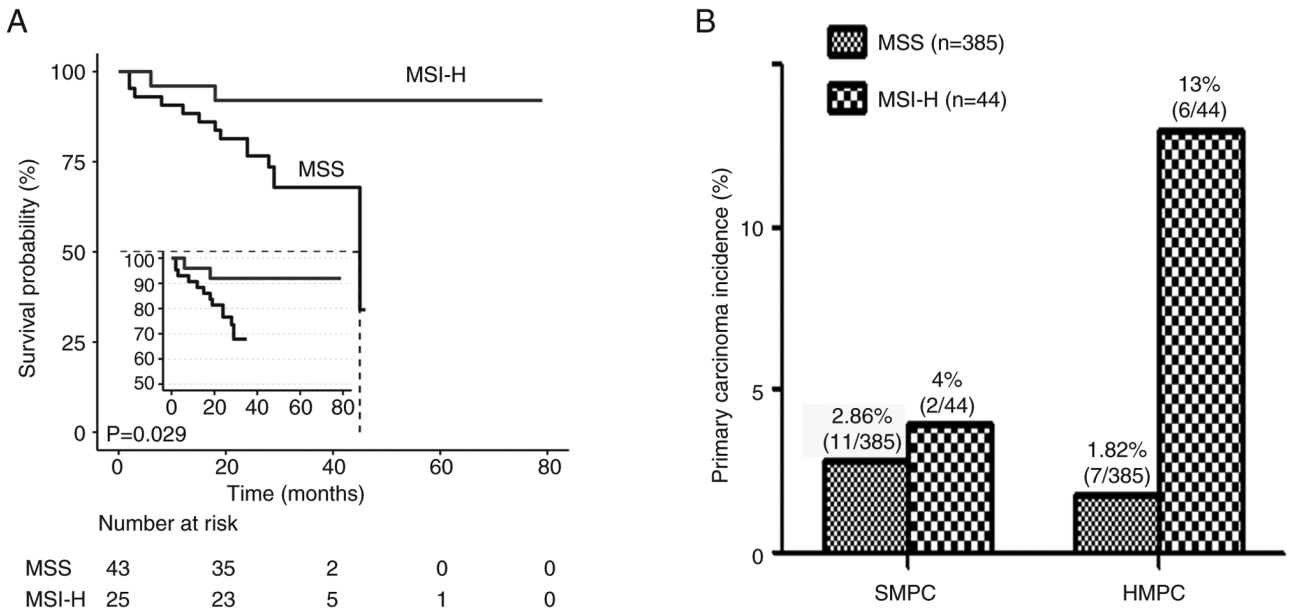 A
Survival probability (%)
100
75
50
25
0
MSI-H
MSS
100
90
80
70
60
50
0 20 40 60 80
P=0.029
0 20 40 60 80
Time (months)
Number at risk
MSS 43 35 2 0 0
MSI-H 25 23 5 1 0
B
MSS (n=385)
MSI-H (n=44)
Primary carcinoma incidence (%)
10
5
0
2.86%
(11/385)
4%
(2/44)
1.82%
(7/385)
13%
(6/44)
SMPC HMPC